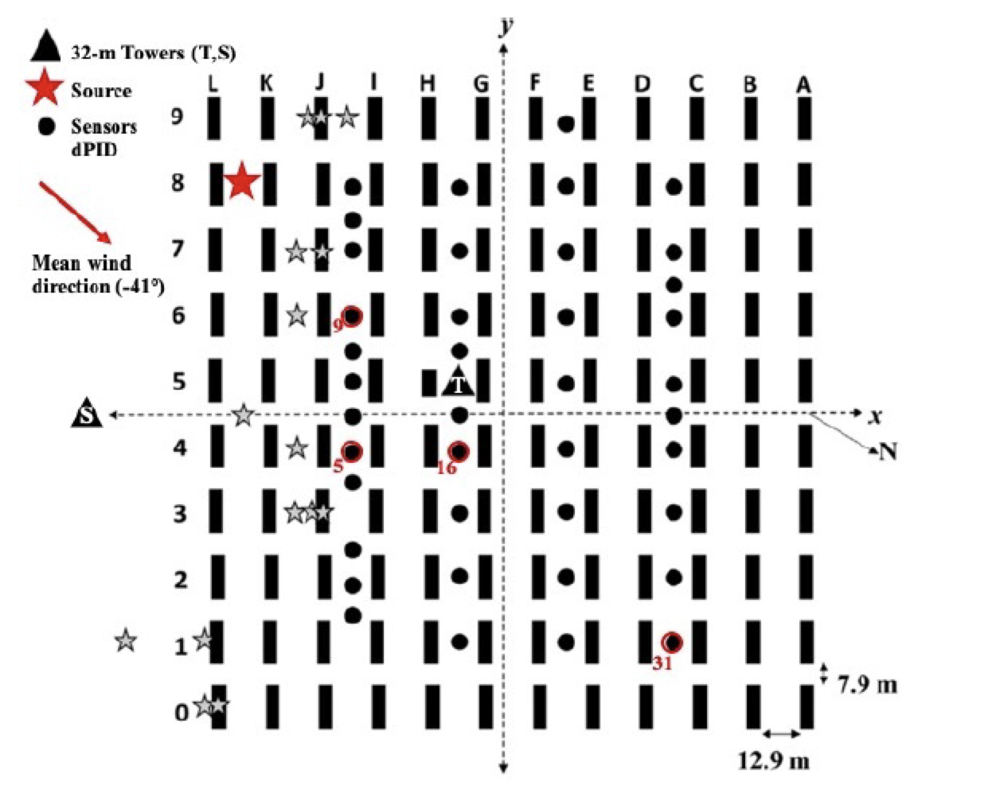 y
32-m Towers (T,S)
Source
Sensors
dPID
Mean wind
direction (-41°)
L K J I H G F E D C B A
9
8
7
6
9
5
T
S
x
N
4
5
16
3
2
1
31
7.9 m
0
12.9 m